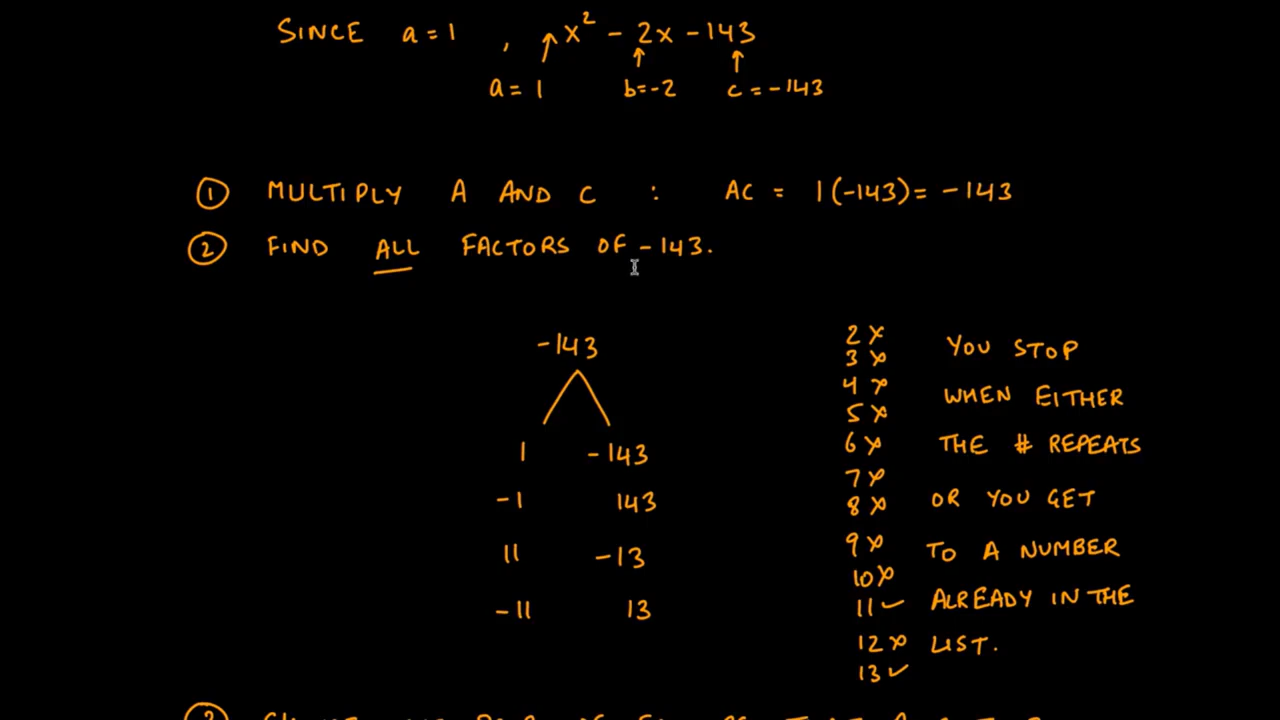 SINCE a = 1 , x² - 2x - 143
a = 1 b = -2 c = -143
① MULTIPLY A AND C : AC = 1(-143) = -143
② FIND ALL FACTORS OF -143.
-143
1 -143
-1 143
11 -13
-11 13
2 x
3 x
4 x
5 x
6 x
7 x
8 x
9 x
10 x
11 ✓
12 x
13 ✓
YOU STOP
WHEN EITHER
THE # REPEATS
OR YOU GET
TO A NUMBER
ALREADY IN THE
LIST.